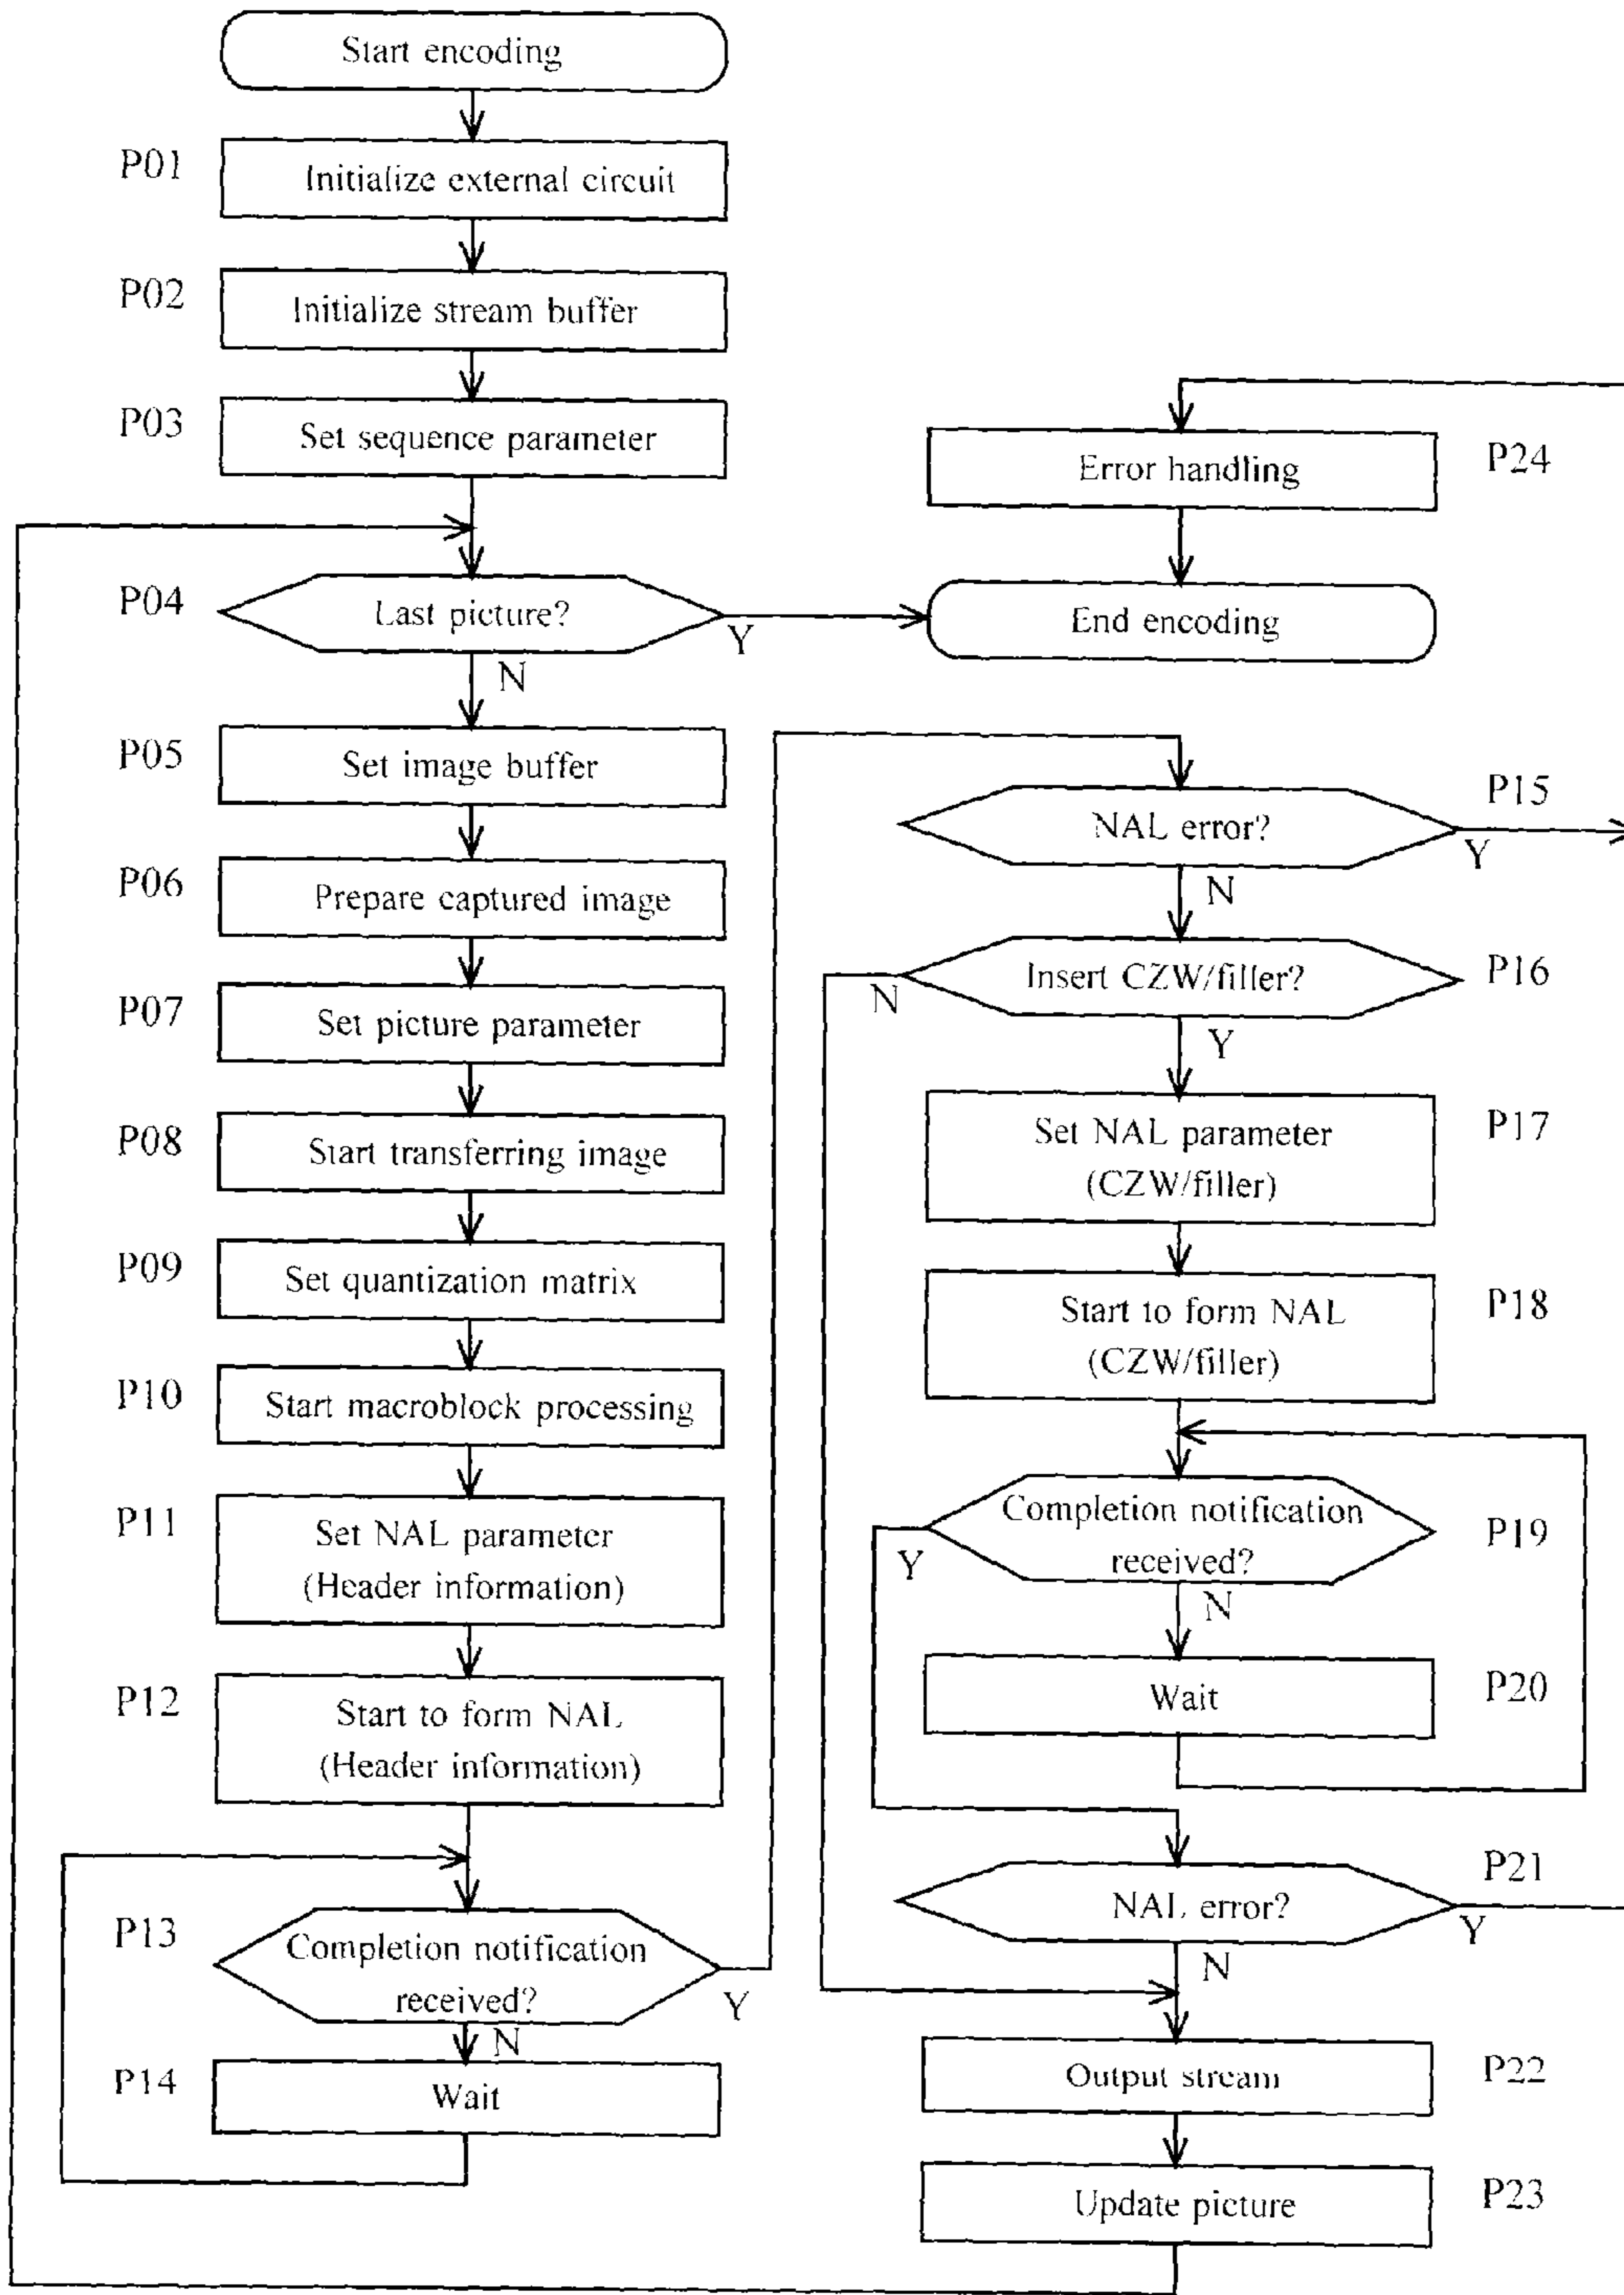 Start encoding
P01
Initialize external circuit
P02
Initialize stream buffer
P03
Set sequence parameter
P04
Last picture?
Y
N
P05
Set image buffer
P06
Prepare captured image
P07
Set picture parameter
P08
Start transferring image
P09
Set quantization matrix
P10
Start macroblock processing
P11
Set NAL parameter
(Header information)
P12
Start to form NAL
(Header information)
P13
Completion notification
received?
Y
N
P14
Wait
Error handling
P24
End encoding
P15
NAL error?
Y
N
P16
Insert CZW/filler?
N
Y
P17
Set NAL parameter
(CZW/filler)
P18
Start to form NAL
(CZW/filler)
Completion notification
received?
P19
Y
N
Wait
P20
P21
NAL error?
Y
N
Output stream
P22
Update picture
P23